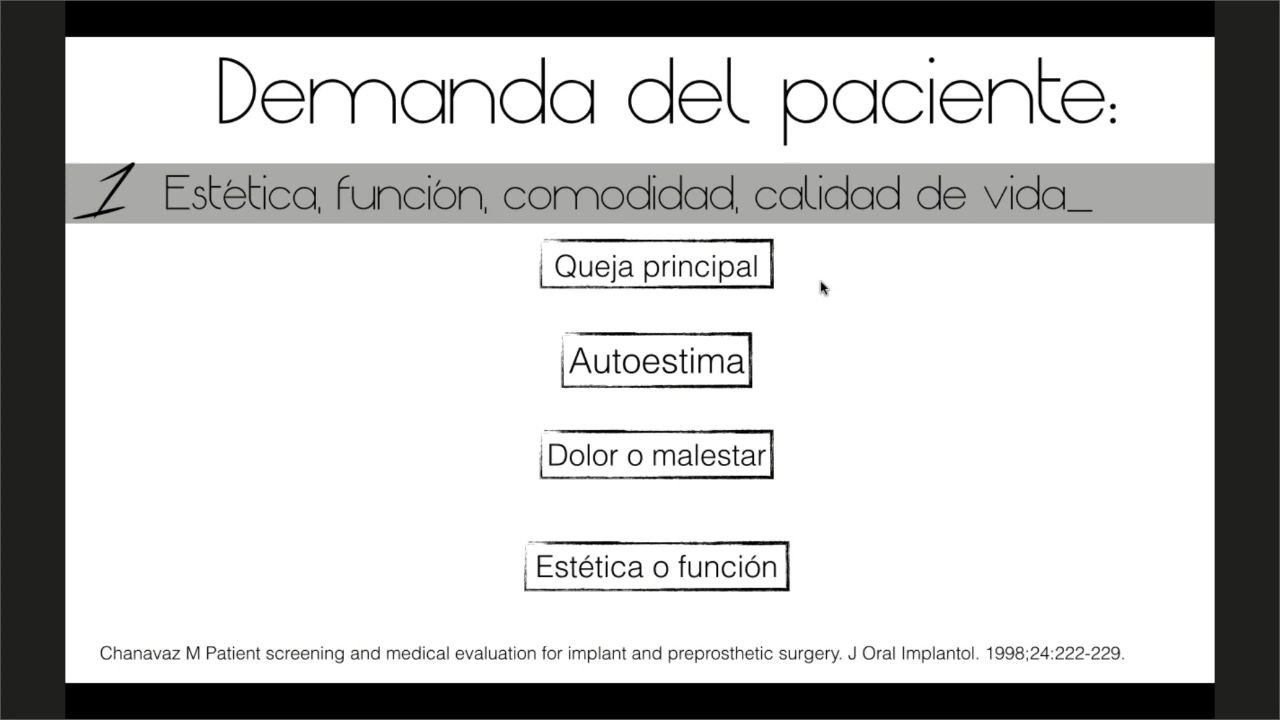 Demanda del paciente:
1 Estética, función, comodidad, calidad de vida_
Queja principal
Autoestima
Dolor o malestar
Estética o función
Chanavaz M Patient screening and medical evaluation for implant and preprosthetic surgery. J Oral Implantol. 1998;24:222-229.